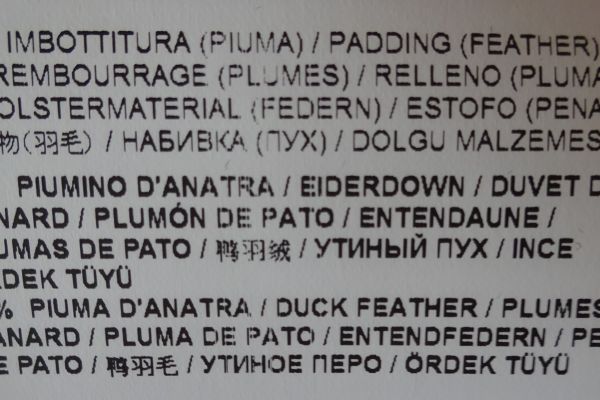 IMBOTTITURA (PIUMA) / PADDING (FEATHER)
REMBOURRAGE (PLUMES) / RELLENO (PLUMA
OLSTERMATERIAL (FEDERN) / ESTOFO (PENA
物(羽毛) / НАБИВКА (ПУХ) / DOLGU MALZEMES
PIUMINO D'ANATRA / EIDERDOWN / DUVET D
ANARD / PLUMÓN DE PATO / ENTENDAUNE /
UMAS DE PATO / 鸭羽绒 / УТИНЫЙ ПУХ / INCE
RDEK TÜYÜ
% PIUMA D'ANATRA / DUCK FEATHER / PLUMES
ANARD / PLUMA DE PATO / ENTENDFEDERN / PE
E PATO / 鸭羽毛 / УТИНОЕ ПЕРО / ÖRDEK TÜYÜ